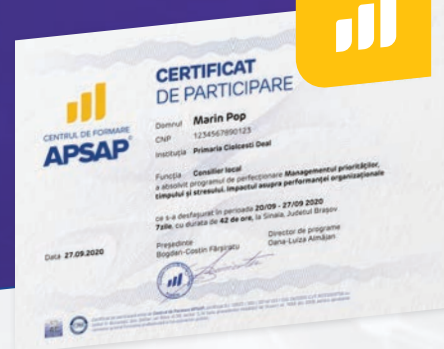 CERTIFICAT
DE PARTICIPARE
CENTRUL DE FORMARE
APSAP
Domnul Marin Pop
CNP 1234567890123
Instituția Primaria Ciolcesti Deal
Funcția Consilier local
a absolvit programul de perfecționare Managementul priorităților,
timpului și stresului. Impactul asupra performanței organizaționale
ce s-a desfășurat în perioada 20/09 - 27/09 2020
7zile, cu durata de 42 de ore, la Sinaia, Județul Brașov
Data 27.09.2020
Președinte
Bogdan-Costin Fârșirotu
Director de programe
Oana-Luiza Almăjan